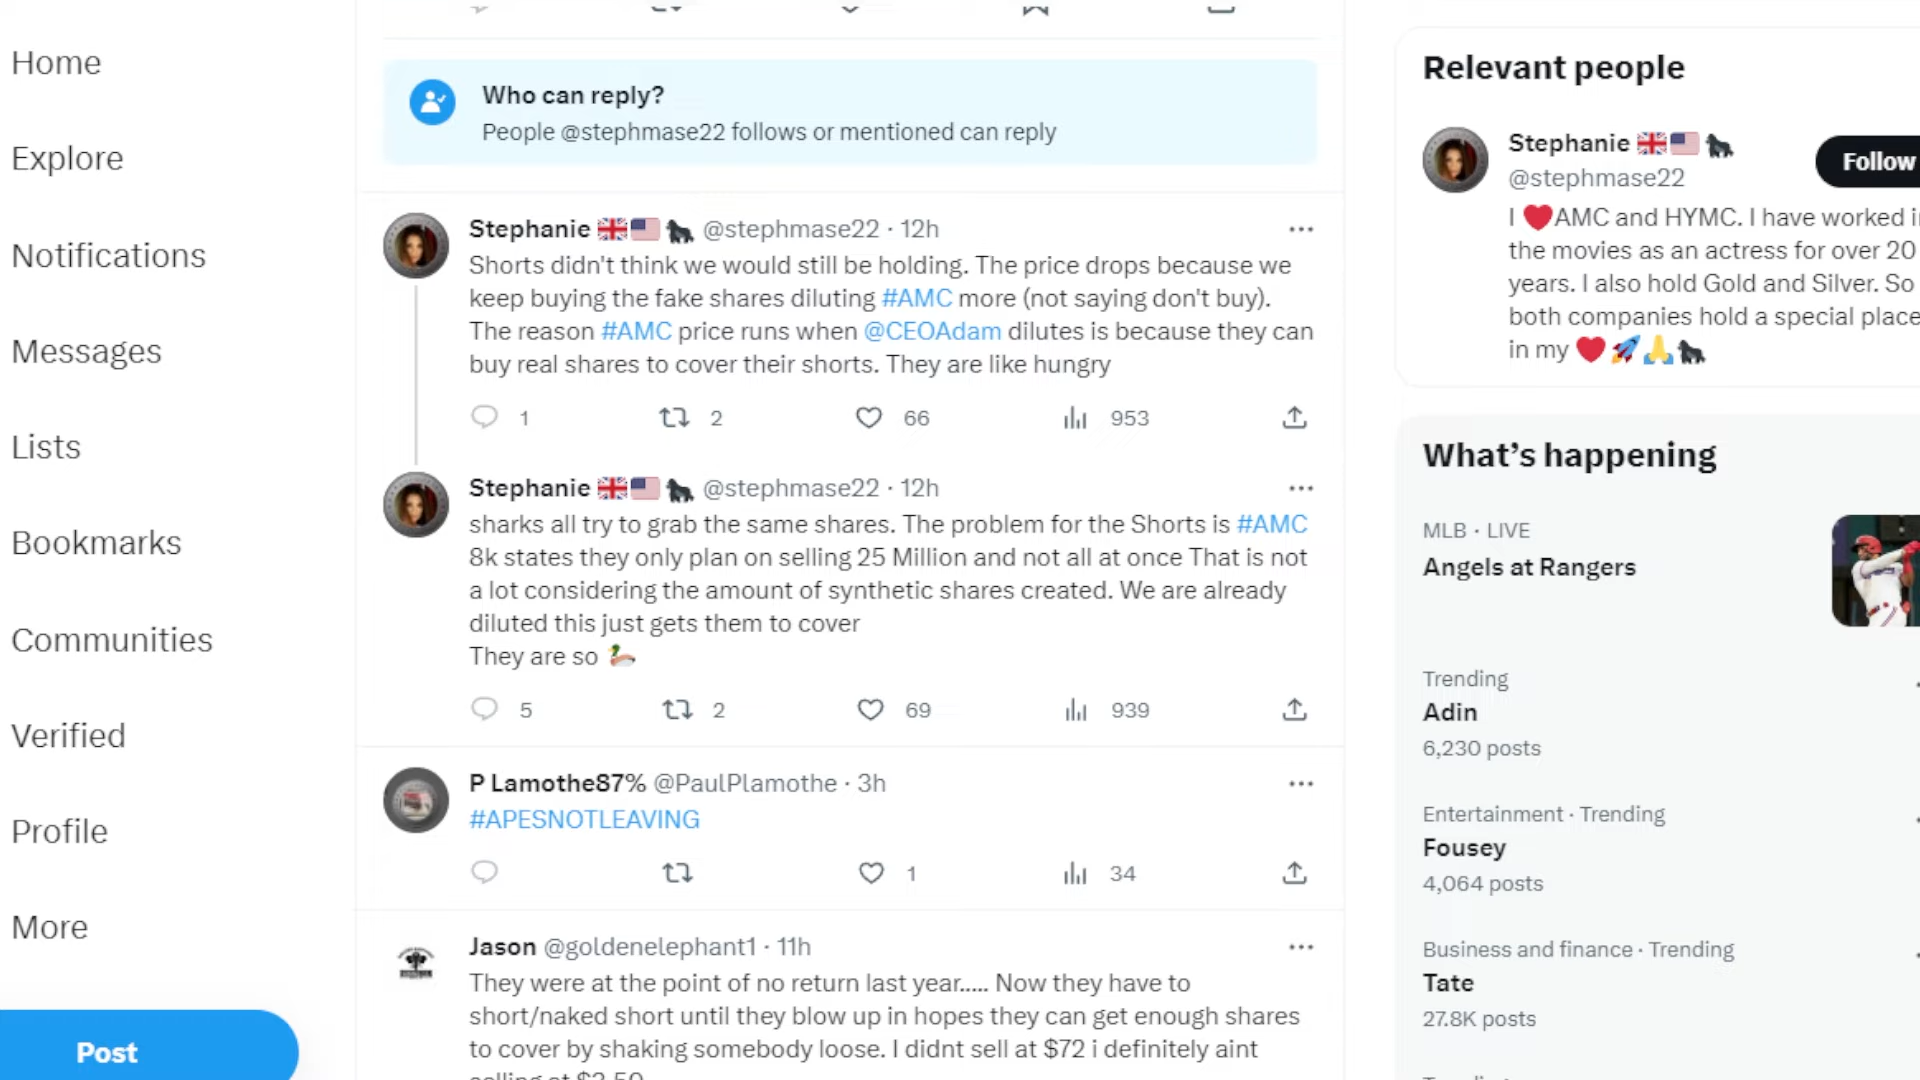 Home
Explore
Notifications
Messages
Lists
Bookmarks
Communities
Verified
Profile
More
Post
Who can reply?
People @stephmase22 follows or mentioned can reply
Stephanie 🇬🇧🇺🇸🦍 @stephmase22 · 12h
Shorts didn't think we would still be holding. The price drops because we
keep buying the fake shares diluting #AMC more (not saying don't buy).
The reason #AMC price runs when @CEOAdam dilutes is because they can
buy real shares to cover their shorts. They are like hungry
1 2 66 953
Stephanie 🇬🇧🇺🇸🦍 @stephmase22 · 12h
sharks all try to grab the same shares. The problem for the Shorts is #AMC
8k states they only plan on selling 25 Million and not all at once That is not
a lot considering the amount of synthetic shares created. We are already
diluted this just gets them to cover
They are so 🦆
5 2 69 939
P Lamothe87% @PaulPlamothe · 3h
#APESNOTLEAVING
1 34
Jason @goldenelephant1 · 11h
They were at the point of no return last year..... Now they have to
short/naked short until they blow up in hopes they can get enough shares
to cover by shaking somebody loose. I didnt sell at $72 i definitely aint
Relevant people
Stephanie 🇬🇧🇺🇸🦍
@stephmase22
Follow
I ❤️AMC and HYMC. I have worked in
the movies as an actress for over 20
years. I also hold Gold and Silver. So
both companies hold a special place
in my ❤️🚀🙏🦍
What's happening
MLB · LIVE
Angels at Rangers
Trending
Adin
6,230 posts
Entertainment · Trending
Fousey
4,064 posts
Business and finance · Trending
Tate
27.8K posts